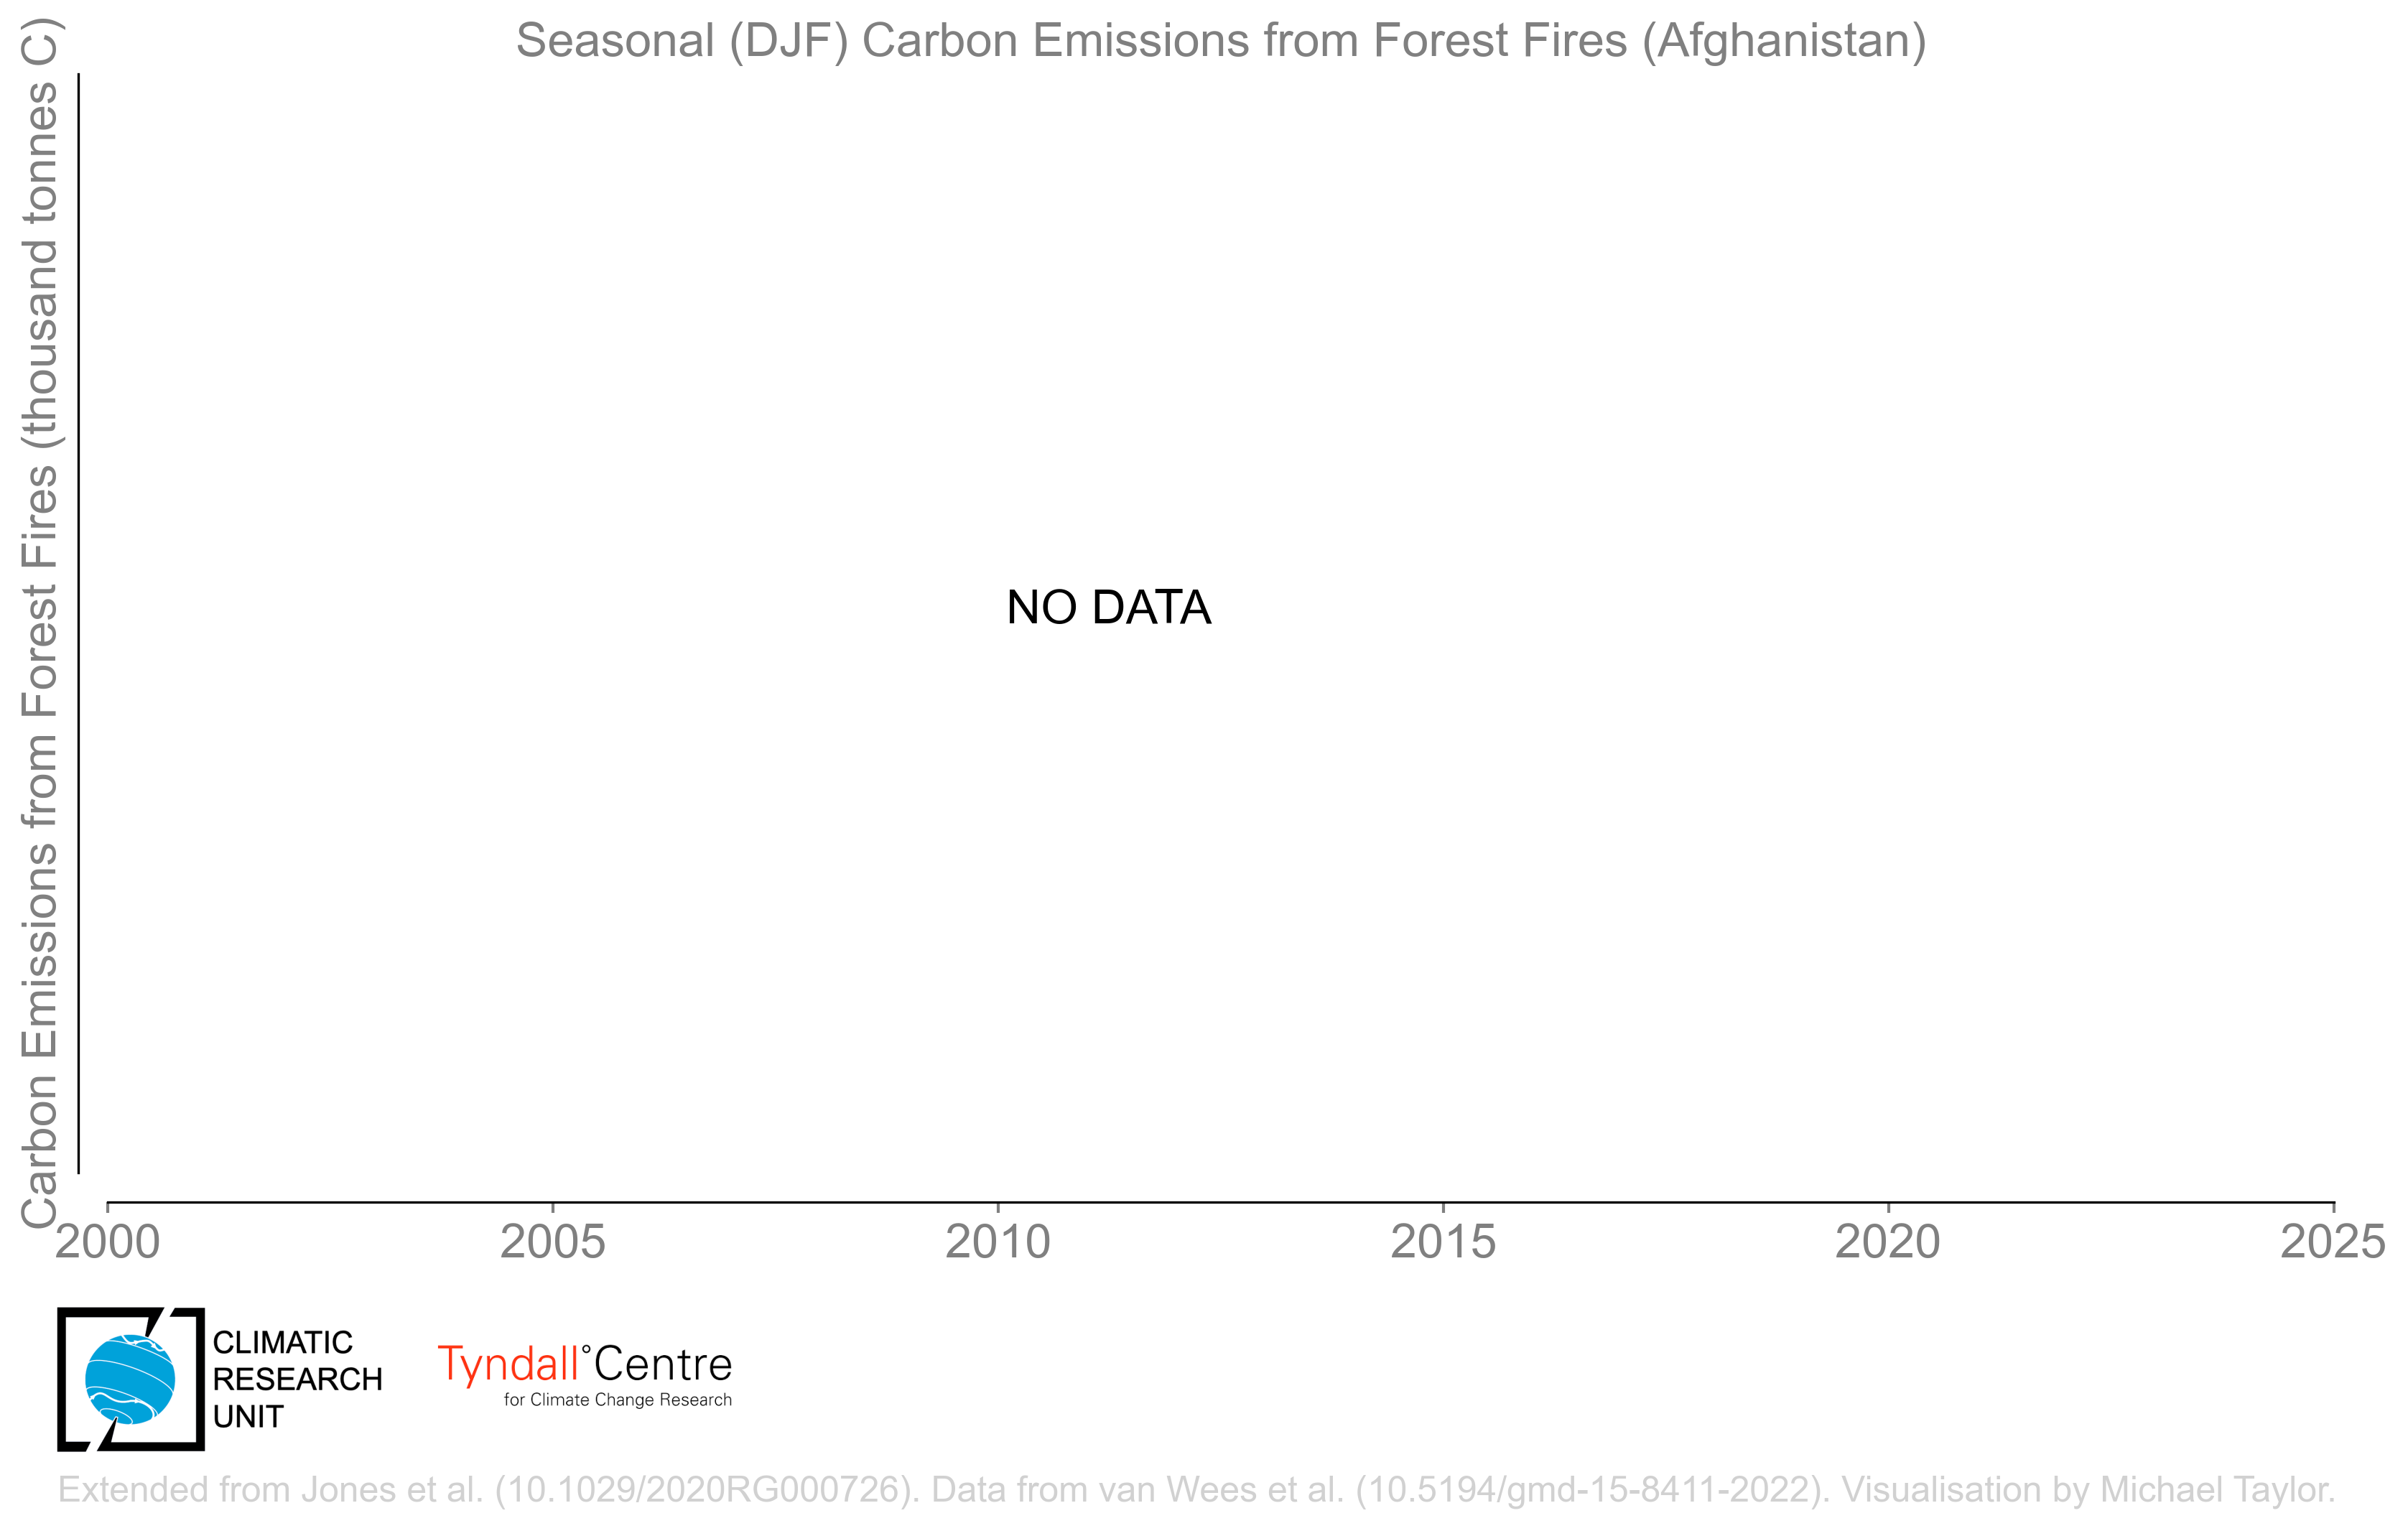 Seasonal (DJF) Carbon Emissions from Forest Fires (Afghanistan)
Carbon Emissions from Forest Fires (thousand tonnes C)
NO DATA
2000 2005 2010 2015 2020 2025
CLIMATIC
RESEARCH
UNIT
Tyndall°Centre
for Climate Change Research
Extended from Jones et al. (10.1029/2020RG000726). Data from van Wees et al. (10.5194/gmd-15-8411-2022). Visualisation by Michael Taylor.